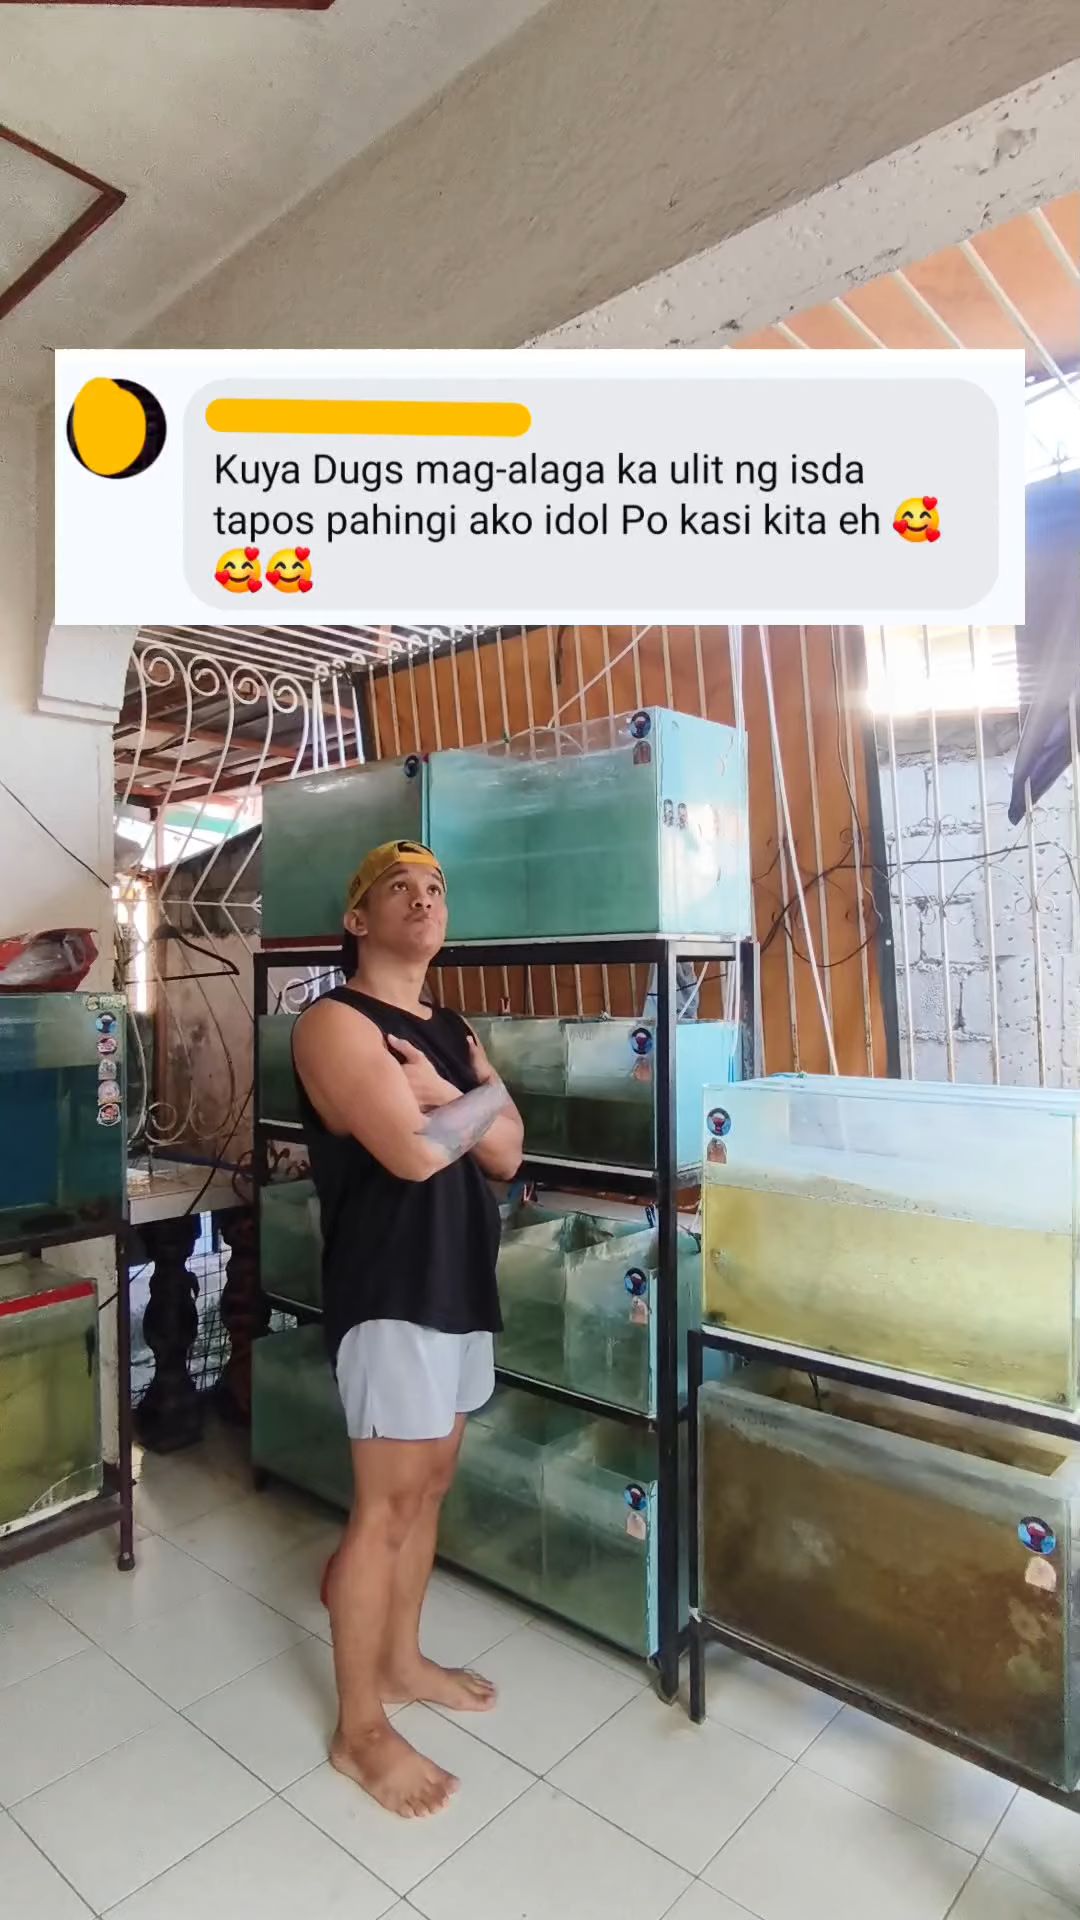 Kuya Dugs mag-alaga ka ulit ng isda
tapos pahingi ako idol Po kasi kita eh 🥰
🥰🥰